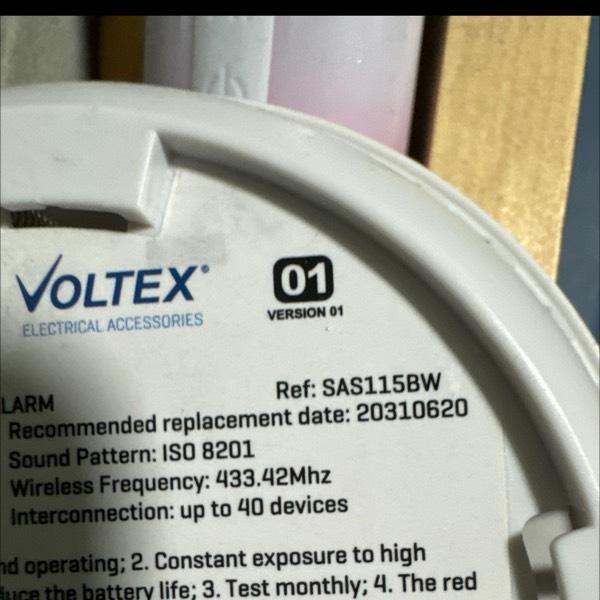 VOLTEX®
ELECTRICAL ACCESSORIES
01
VERSION 01
LARM
Ref: SAS115BW
Recommended replacement date: 20310620
Sound Pattern: ISO 8201
Wireless Frequency: 433.42Mhz
Interconnection: up to 40 devices
nd operating; 2. Constant exposure to high
duce the battery life; 3. Test monthly; 4. The red